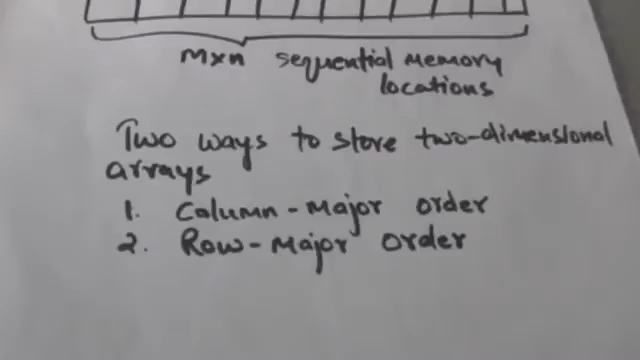 mxn sequential memory
locations
Two ways to store two-dimensional
arrays
1. Column-Major order
2. Row-Major order